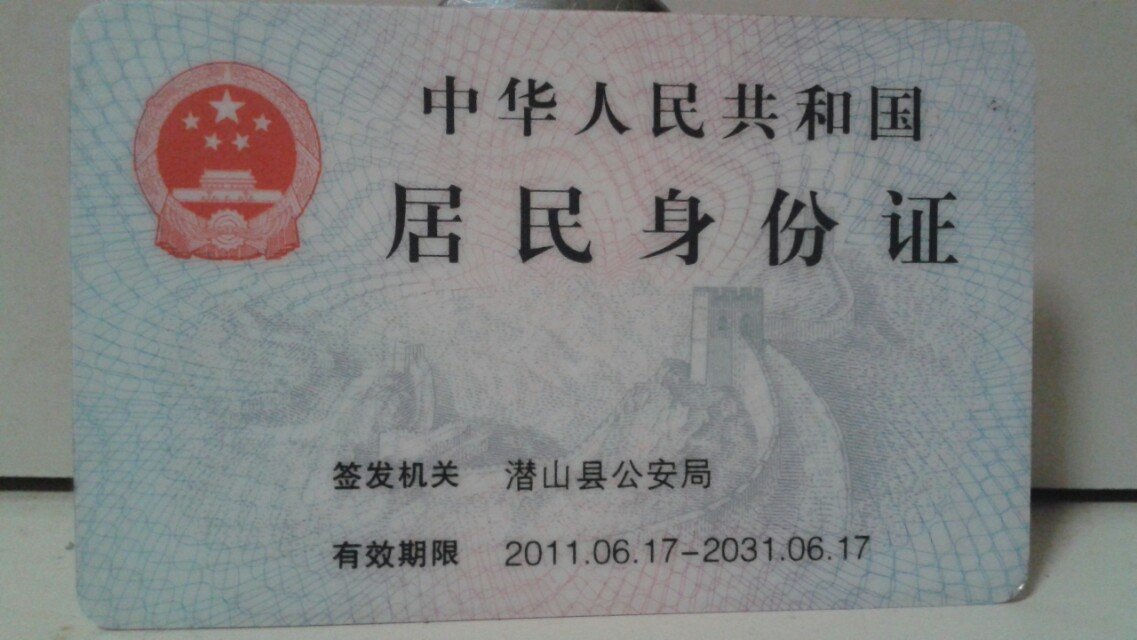 中华人民共和国
居民身份证
签发机关 潜山县公安局
有效期限 2011.06.17-2031.06.17